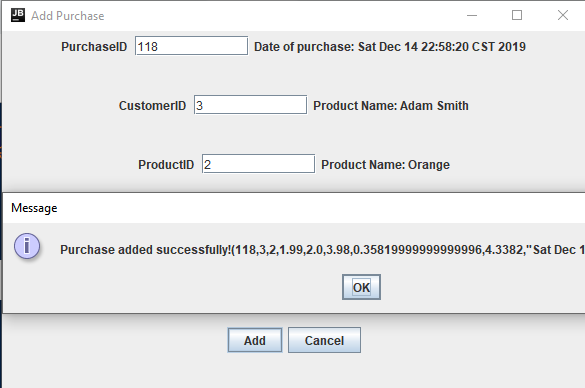 JB Add Purchase
PurchaseID 118 Date of purchase: Sat Dec 14 22:58:20 CST 2019
CustomerID 3 Product Name: Adam Smith
ProductID 2 Product Name: Orange
Message
i Purchase added successfully!(118,3,2,1.99,2.0,3.98,0.35819999999999996,4.3382,"Sat Dec 1
OK
Add Cancel